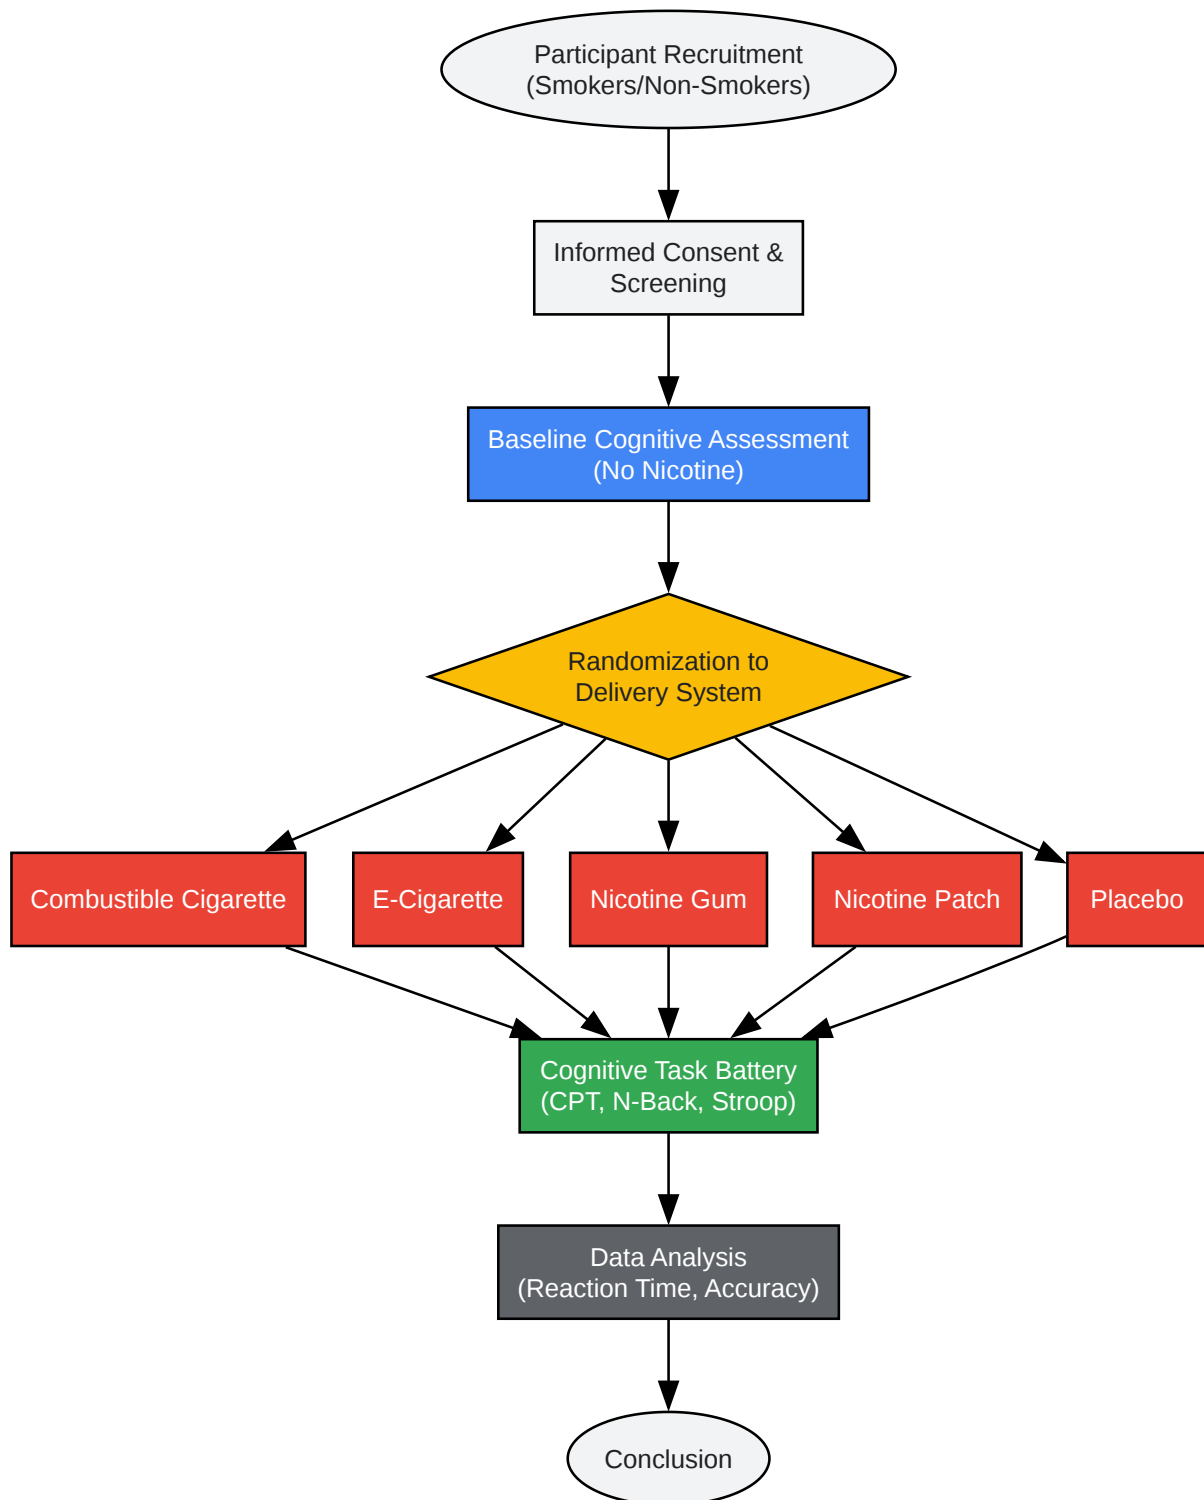 Participant Recruitment
(Smokers/Non-Smokers)
Informed Consent &
Screening
Baseline Cognitive Assessment
(No Nicotine)
Randomization to
Delivery System
Combustible Cigarette
E-Cigarette
Nicotine Gum
Nicotine Patch
Placebo
Cognitive Task Battery
(CPT, N-Back, Stroop)
Data Analysis
(Reaction Time, Accuracy)
Conclusion